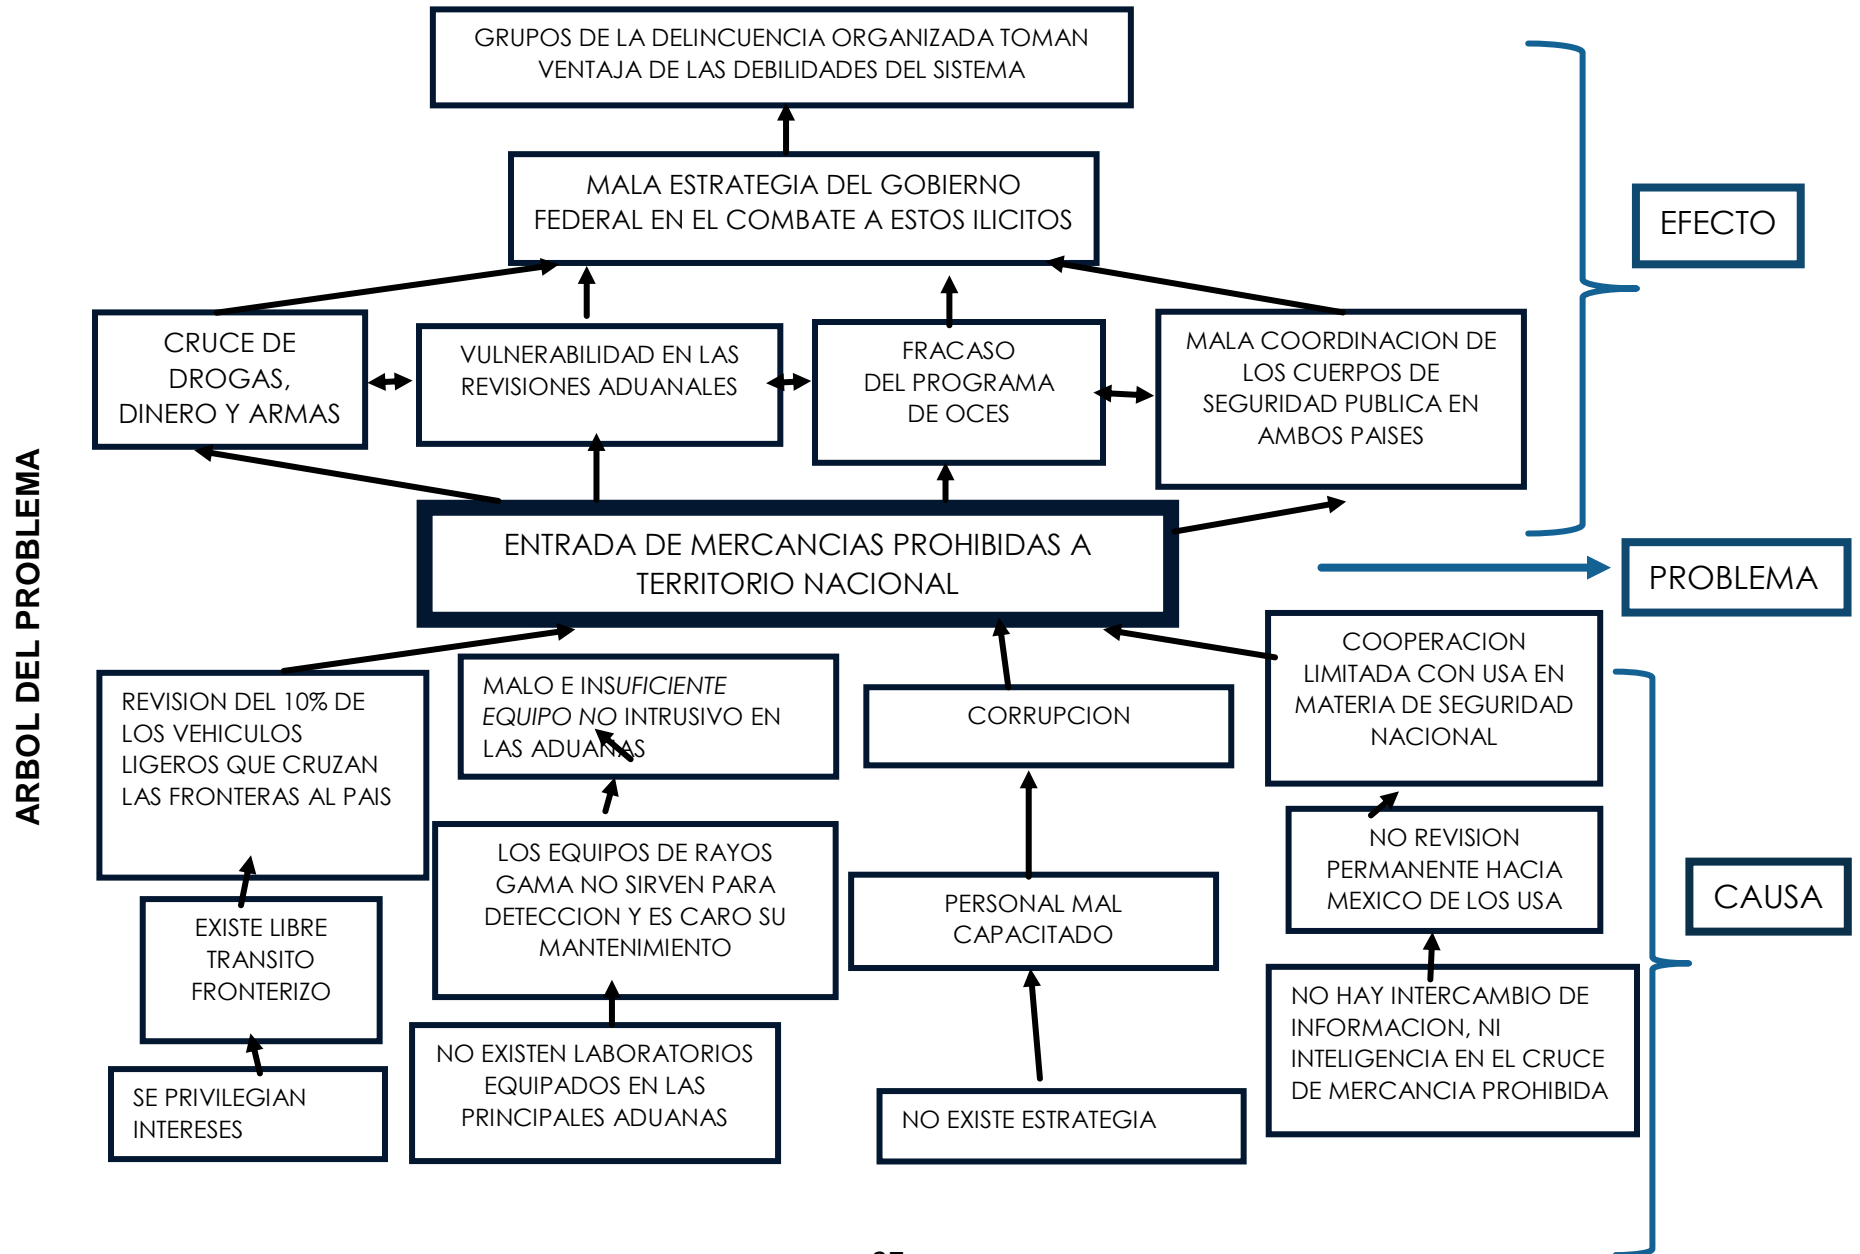 ARBOL DEL PROBLEMA
GRUPOS DE LA DELINCUENCIA ORGANIZADA TOMAN
VENTAJA DE LAS DEBILIDADES DEL SISTEMA
MALA ESTRATEGIA DEL GOBIERNO
FEDERAL EN EL COMBATE A ESTOS ILICITOS
EFECTO
CRUCE DE
DROGAS,
DINERO Y ARMAS
VULNERABILIDAD EN LAS
REVISIONES ADUANALES
FRACASO
DEL PROGRAMA
DE OCES
MALA COORDINACION DE
LOS CUERPOS DE
SEGURIDAD PUBLICA EN
AMBOS PAISES
ENTRADA DE MERCANCIAS PROHIBIDAS A
TERRITORIO NACIONAL
PROBLEMA
REVISION DEL 10% DE
LOS VEHICULOS
LIGEROS QUE CRUZAN
LAS FRONTERAS AL PAIS
MALO E INSUFICIENTE
EQUIPO NO INTRUSIVO EN
LAS ADUANAS
CORRUPCION
COOPERACION
LIMITADA CON USA EN
MATERIA DE SEGURIDAD
NACIONAL
EXISTE LIBRE
TRANSITO
FRONTERIZO
LOS EQUIPOS DE RAYOS
GAMA NO SIRVEN PARA
DETECCION Y ES CARO SU
MANTENIMIENTO
PERSONAL MAL
CAPACITADO
NO REVISION
PERMANENTE HACIA
MEXICO DE LOS USA
CAUSA
SE PRIVILEGIAN
INTERESES
NO EXISTEN LABORATORIOS
EQUIPADOS EN LAS
PRINCIPALES ADUANAS
NO EXISTE ESTRATEGIA
NO HAY INTERCAMBIO DE
INFORMACION, NI
INTELIGENCIA EN EL CRUCE
DE MERCANCIA PROHIBIDA